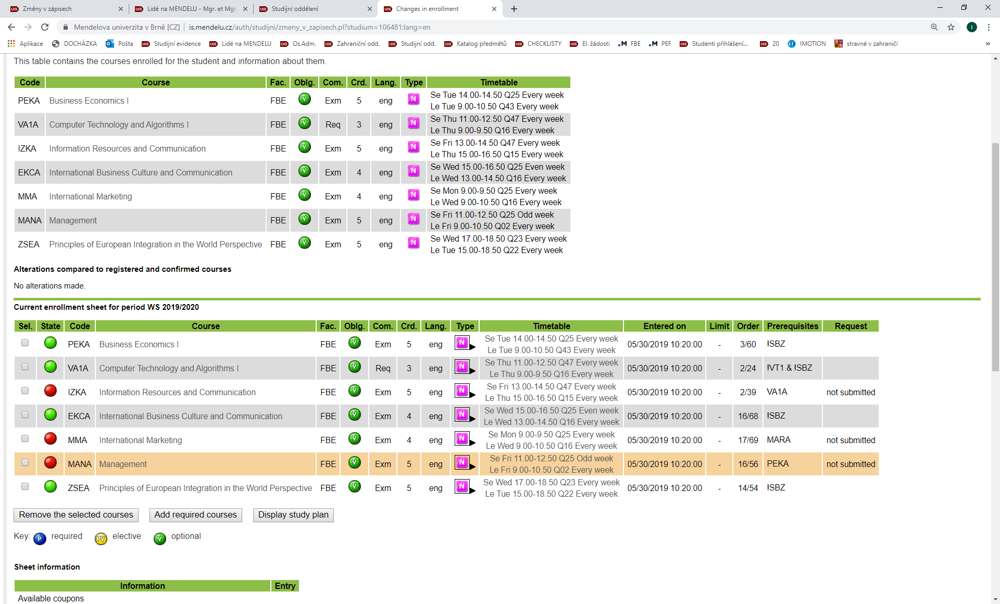 Změny v zápisech
Lidé na MENDELU - Mgr. et Mgr.
Studijní oddělení
Changes in enrollment
Mendelova univerzita v Brně [CZ] | is.mendelu.cz/auth/studijni/zmeny_v_zapisech.pl?studium=106481;lang=en
I
Aplikace DOCHÁZKA Pošta Studijní evidence Lidé na MENDELU Os.Adm. Zahraniční odd. Studijní odd. Katalog předmětů CHECKLISTY El. žádosti .M FBE .M PEF Studenti přihlášení... 20 IMOTION stravné v zahraničí »
This table contains the courses enrolled for the student and information about them.
Code Course Fac. Oblg. Com. Crd. Lang. Type Timetable
PEKA Business Economics I FBE V Exm 5 eng N Se Tue 14.00-14.50 Q25 Every week
Le Tue 9.00-10.50 Q43 Every week
VA1A Computer Technology and Algorithms I FBE V Req 3 eng N Se Thu 11.00-12.50 Q47 Every week
Le Thu 9.00-9.50 Q16 Every week
IZKA Information Resources and Communication FBE V Exm 5 eng N Se Fri 13.00-14.50 Q47 Every week
Le Thu 15.00-16.50 Q15 Every week
EKCA International Business Culture and Communication FBE V Exm 4 eng N Se Wed 15.00-16.50 Q25 Even week
Le Wed 13.00-14.50 Q16 Every week
MMA International Marketing FBE V Exm 4 eng N Se Mon 9.00-9.50 Q25 Every week
Le Wed 9.00-10.50 Q16 Every week
MANA Management FBE V Exm 5 eng N Se Fri 11.00-12.50 Q25 Odd week
Le Fri 9.00-10.50 Q02 Every week
ZSEA Principles of European Integration in the World Perspective FBE V Exm 5 eng N Se Wed 17.00-18.50 Q23 Every week
Le Tue 15.00-18.50 Q22 Every week
Alterations compared to registered and confirmed courses
No alterations made.
Current enrollment sheet for period WS 2019/2020
Sel. State Code Course Fac. Oblg. Com. Crd. Lang. Type Timetable Entered on Limit Order Prerequisites Request
PEKA Business Economics I FBE V Exm 5 eng N Se Tue 14.00-14.50 Q25 Every week 05/30/2019 10:20:00 - 3/60 !SBZ
Le Tue 9.00-10.50 Q43 Every week
VA1A Computer Technology and Algorithms I FBE V Req 3 eng N Se Thu 11.00-12.50 Q47 Every week 05/30/2019 10:20:00 - 2/24 !VT1 & !SBZ
Le Thu 9.00-9.50 Q16 Every week
IZKA Information Resources and Communication FBE V Exm 5 eng N Se Fri 13.00-14.50 Q47 Every week 05/30/2019 10:20:00 - 2/39 VA1A not submitted
Le Thu 15.00-16.50 Q15 Every week
EKCA International Business Culture and Communication FBE V Exm 4 eng N Se Wed 15.00-16.50 Q25 Even week 05/30/2019 10:20:00 - 16/68 !SBZ
Le Wed 13.00-14.50 Q16 Every week
MMA International Marketing FBE V Exm 4 eng N Se Mon 9.00-9.50 Q25 Every week 05/30/2019 10:20:00 - 17/69 MARA not submitted
Le Wed 9.00-10.50 Q16 Every week
MANA Management FBE V Exm 5 eng N Se Fri 11.00-12.50 Q25 Odd week 05/30/2019 10:20:00 - 16/56 PEKA not submitted
Le Fri 9.00-10.50 Q02 Every week
ZSEA Principles of European Integration in the World Perspective FBE V Exm 5 eng N Se Wed 17.00-18.50 Q23 Every week 05/30/2019 10:20:00 - 14/54 !SBZ
Le Tue 15.00-18.50 Q22 Every week
Remove the selected courses Add required courses Display study plan
Key: P required PV elective V optional
Sheet information
Information Entry
Available coupons